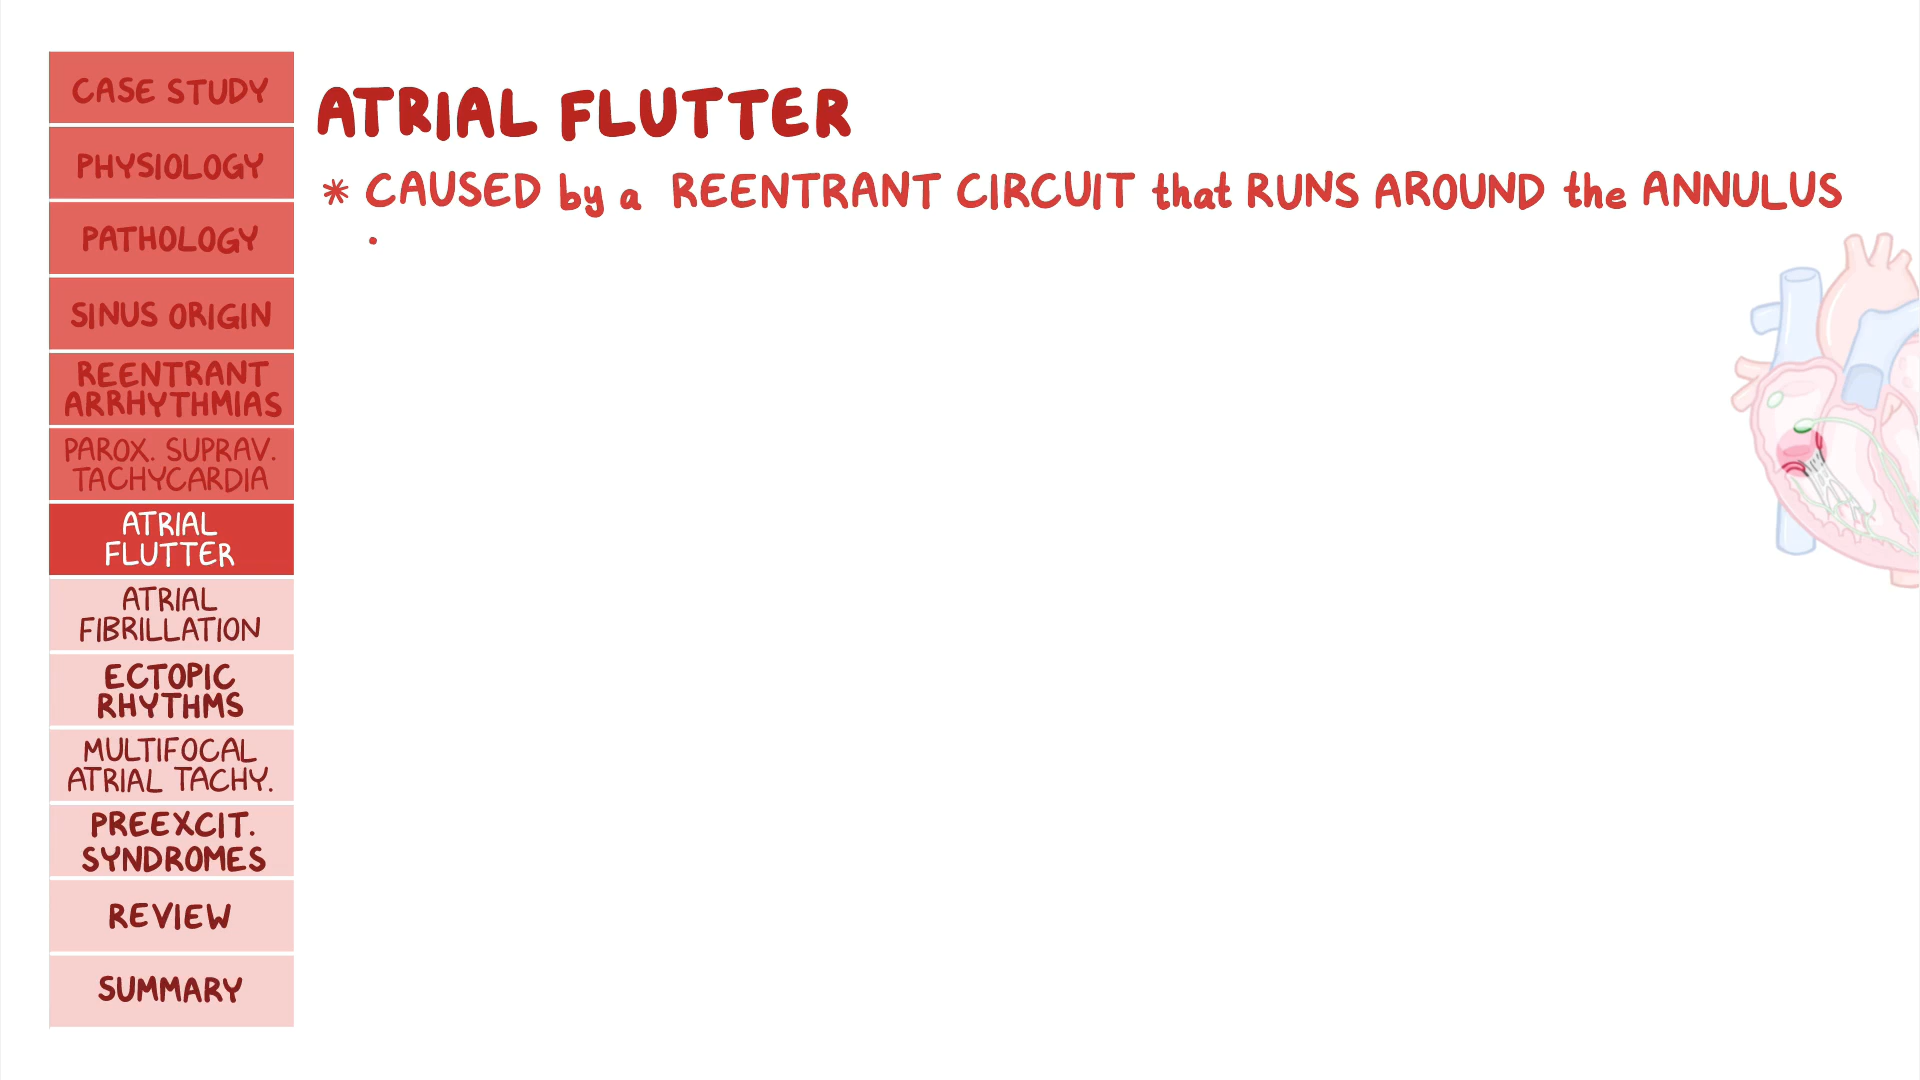 CASE STUDY
PHYSIOLOGY
PATHOLOGY
SINUS ORIGIN
REENTRANT
ARRHYTHMIAS
PAROX. SUPRAV.
TACHYCARDIA
ATRIAL
FLUTTER
ATRIAL
FIBRILLATION
ECTOPIC
RHYTHMS
MULTIFOCAL
ATRIAL TACHY.
PREEXCIT.
SYNDROMES
REVIEW
SUMMARY
ATRIAL FLUTTER
* CAUSED by a REENTRANT CIRCUIT that RUNS AROUND the ANNULUS